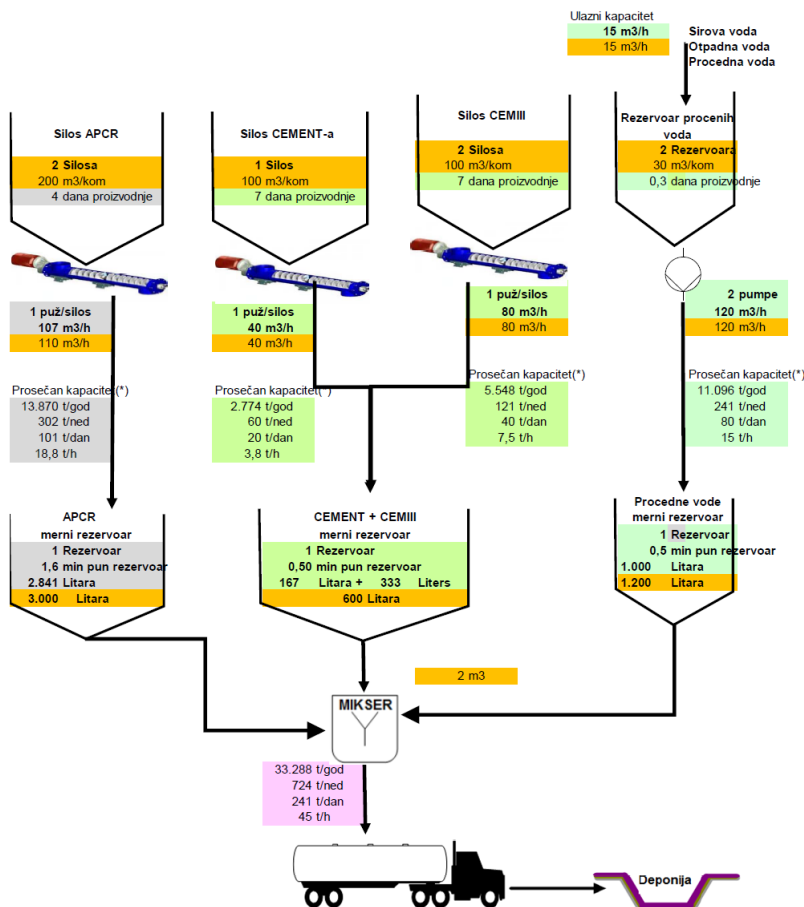 Ulazni kapacitet
15 m3/h
15 m3/h
Sirova voda
Otpadna voda
Procedna voda
Silos APCR
2 Silosa
200 m3/kom
4 dana proizvodnje
Silos CEMENT-a
1 Silos
100 m3/kom
7 dana proizvodnje
Silos CEMIII
2 Silosa
100 m3/kom
7 dana proizvodnje
Rezervoar procenih
voda
2 Rezervoara
30 m3/kom
0,3 dana proizvodnje
1 puž/silos
107 m3/h
110 m3/h
1 puž/silos
40 m3/h
40 m3/h
1 puž/silos
80 m3/h
80 m3/h
2 pumpe
120 m3/h
120 m3/h
Prosečan kapacitet(*)
13.870 t/god
302 t/ned
101 t/dan
18,8 t/h
Prosečan kapacitet(*)
2.774 t/god
60 t/ned
20 t/dan
3,8 t/h
Prosečan kapacitet(*)
5.548 t/god
121 t/ned
40 t/dan
7,5 t/h
Prosečan kapacitet(*)
11.096 t/god
241 t/ned
80 t/dan
15 t/h
APCR
merni rezervoar
1 Rezervoar
1,6 min pun rezervoar
2.841 Litara
3.000 Litara
CEMENT + CEMIII
merni rezervoar
1 Rezervoar
0,50 min pun rezervoar
167 Litara + 333 Liters
600 Litara
Procedne vode
merni rezervoar
1 Rezervoar
0,5 min pun rezervoar
1.000 Litara
1.200 Litara
2 m3
MIKSER
33.288 t/god
724 t/ned
241 t/dan
45 t/h
Deponija